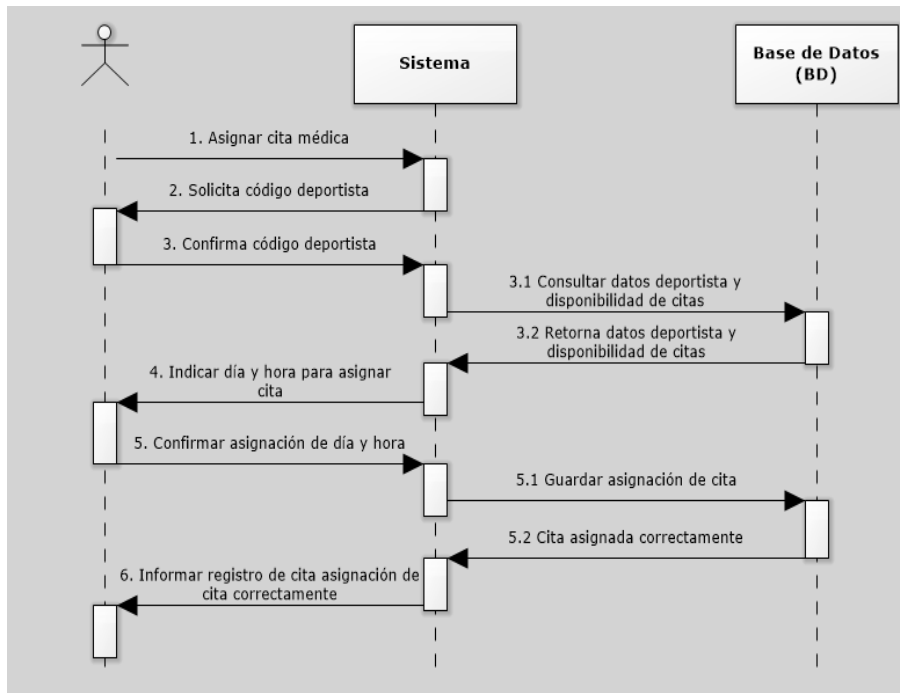 Sistema
Base de Datos
(BD)
1. Asignar cita médica
2. Solicita código deportista
3. Confirma código deportista
3.1 Consultar datos deportista y
disponibilidad de citas
3.2 Retorna datos deportista y
disponibilidad de citas
4. Indicar día y hora para asignar
cita
5. Confirmar asignación de día y hora
5.1 Guardar asignación de cita
5.2 Cita asignada correctamente
6. Informar registro de cita asignación de
cita correctamente